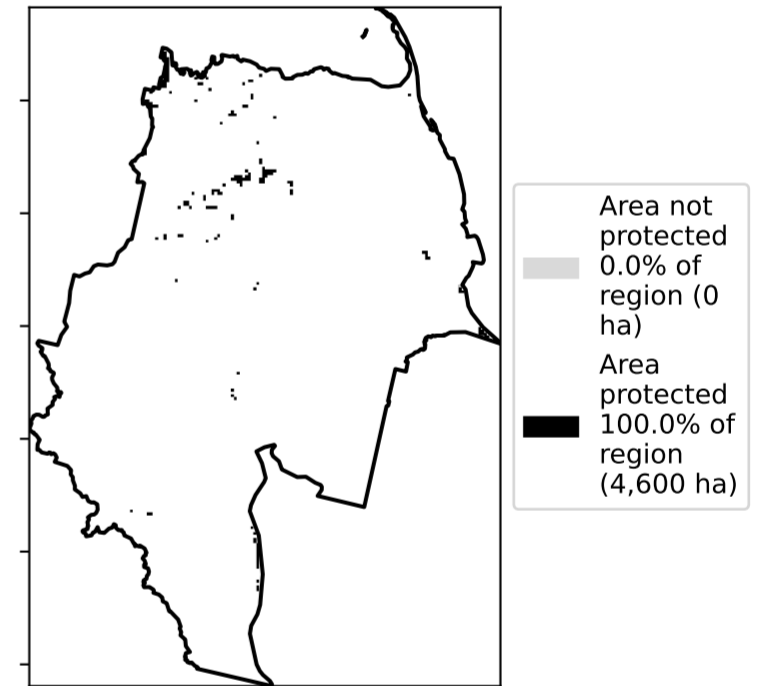 Area not
protected
0.0% of
region (0
ha)
Area
protected
100.0% of
region
(4,600 ha)